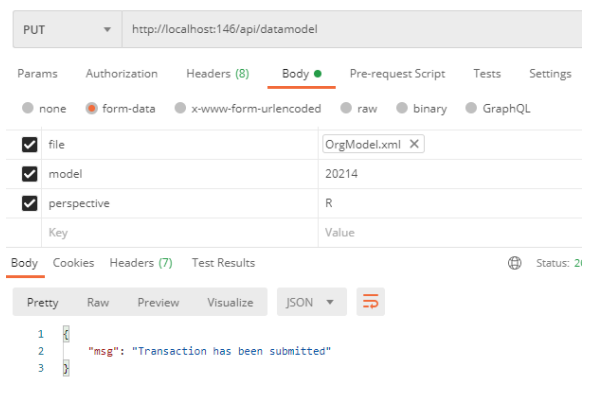 PUT http://localhost:146/api/datamodel
Params Authorization Headers (8) Body Pre-request Script Tests Settings
none form-data x-www-form-urlencoded raw binary GraphQL
file OrgModel.xml
model 20214
perspective R
Key Value
Body Cookies Headers (7) Test Results Status:
Pretty Raw Preview Visualize JSON
1 {
2 "msg": "Transaction has been submitted"
3 }